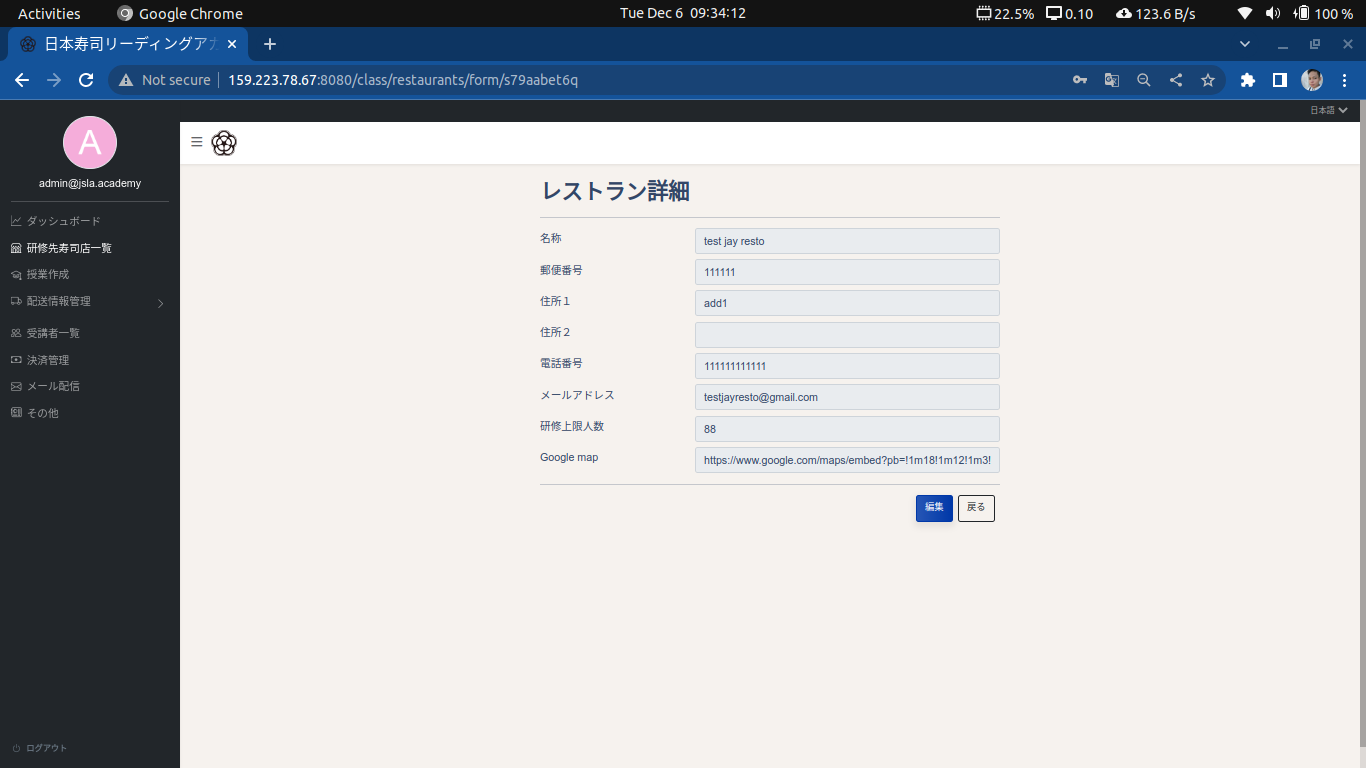 Activities Google Chrome Tue Dec 6 09:34:12 22.5% 0.10 123.6 B/s 100 %
日本寿司リーディングアカ
Not secure 159.223.78.67:8080/class/restaurants/form/s79aabet6q
日本語
A
admin@jsla.academy
ダッシュボード
研修先寿司店一覧
授業作成
配送情報管理
受講者一覧
決済管理
メール配信
その他
ログアウト
レストラン詳細
名称 test jay resto
郵便番号 111111
住所１ add1
住所２
電話番号 111111111111
メールアドレス testjayresto@gmail.com
研修上限人数 88
Google map https://www.google.com/maps/embed?pb=!1m18!1m12!1m3!
編集 戻る